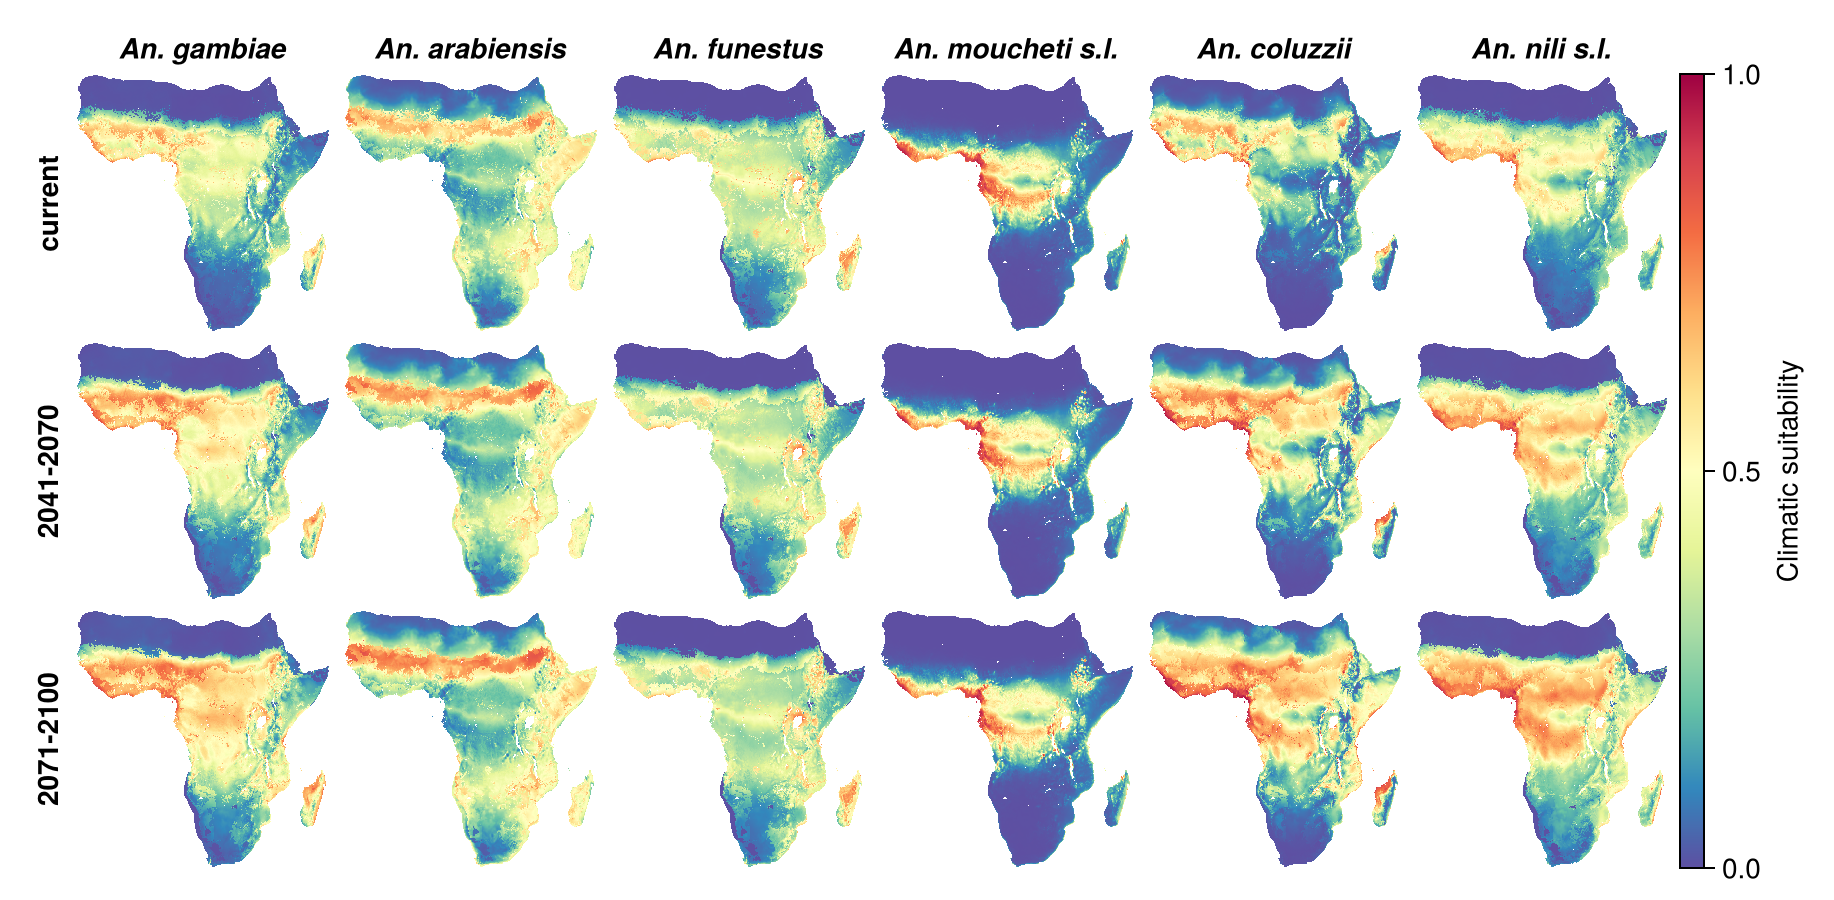 An. gambiae
An. arabiensis
An. funestus
An. moucheti s.l.
An. coluzzii
An. nili s.l.
current
2041-2070
2071-2100
1.0
0.5
0.0
Climatic suitability